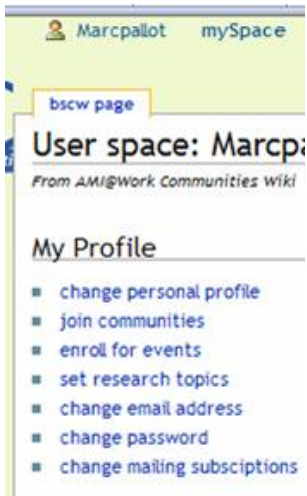 Marcpallot mySpace
bscw page
User space: Marcpa
From AMI@Work Communities Wiki
My Profile
change personal profile
join communities
enroll for events
set research topics
change email address
change password
change mailing subsciptions